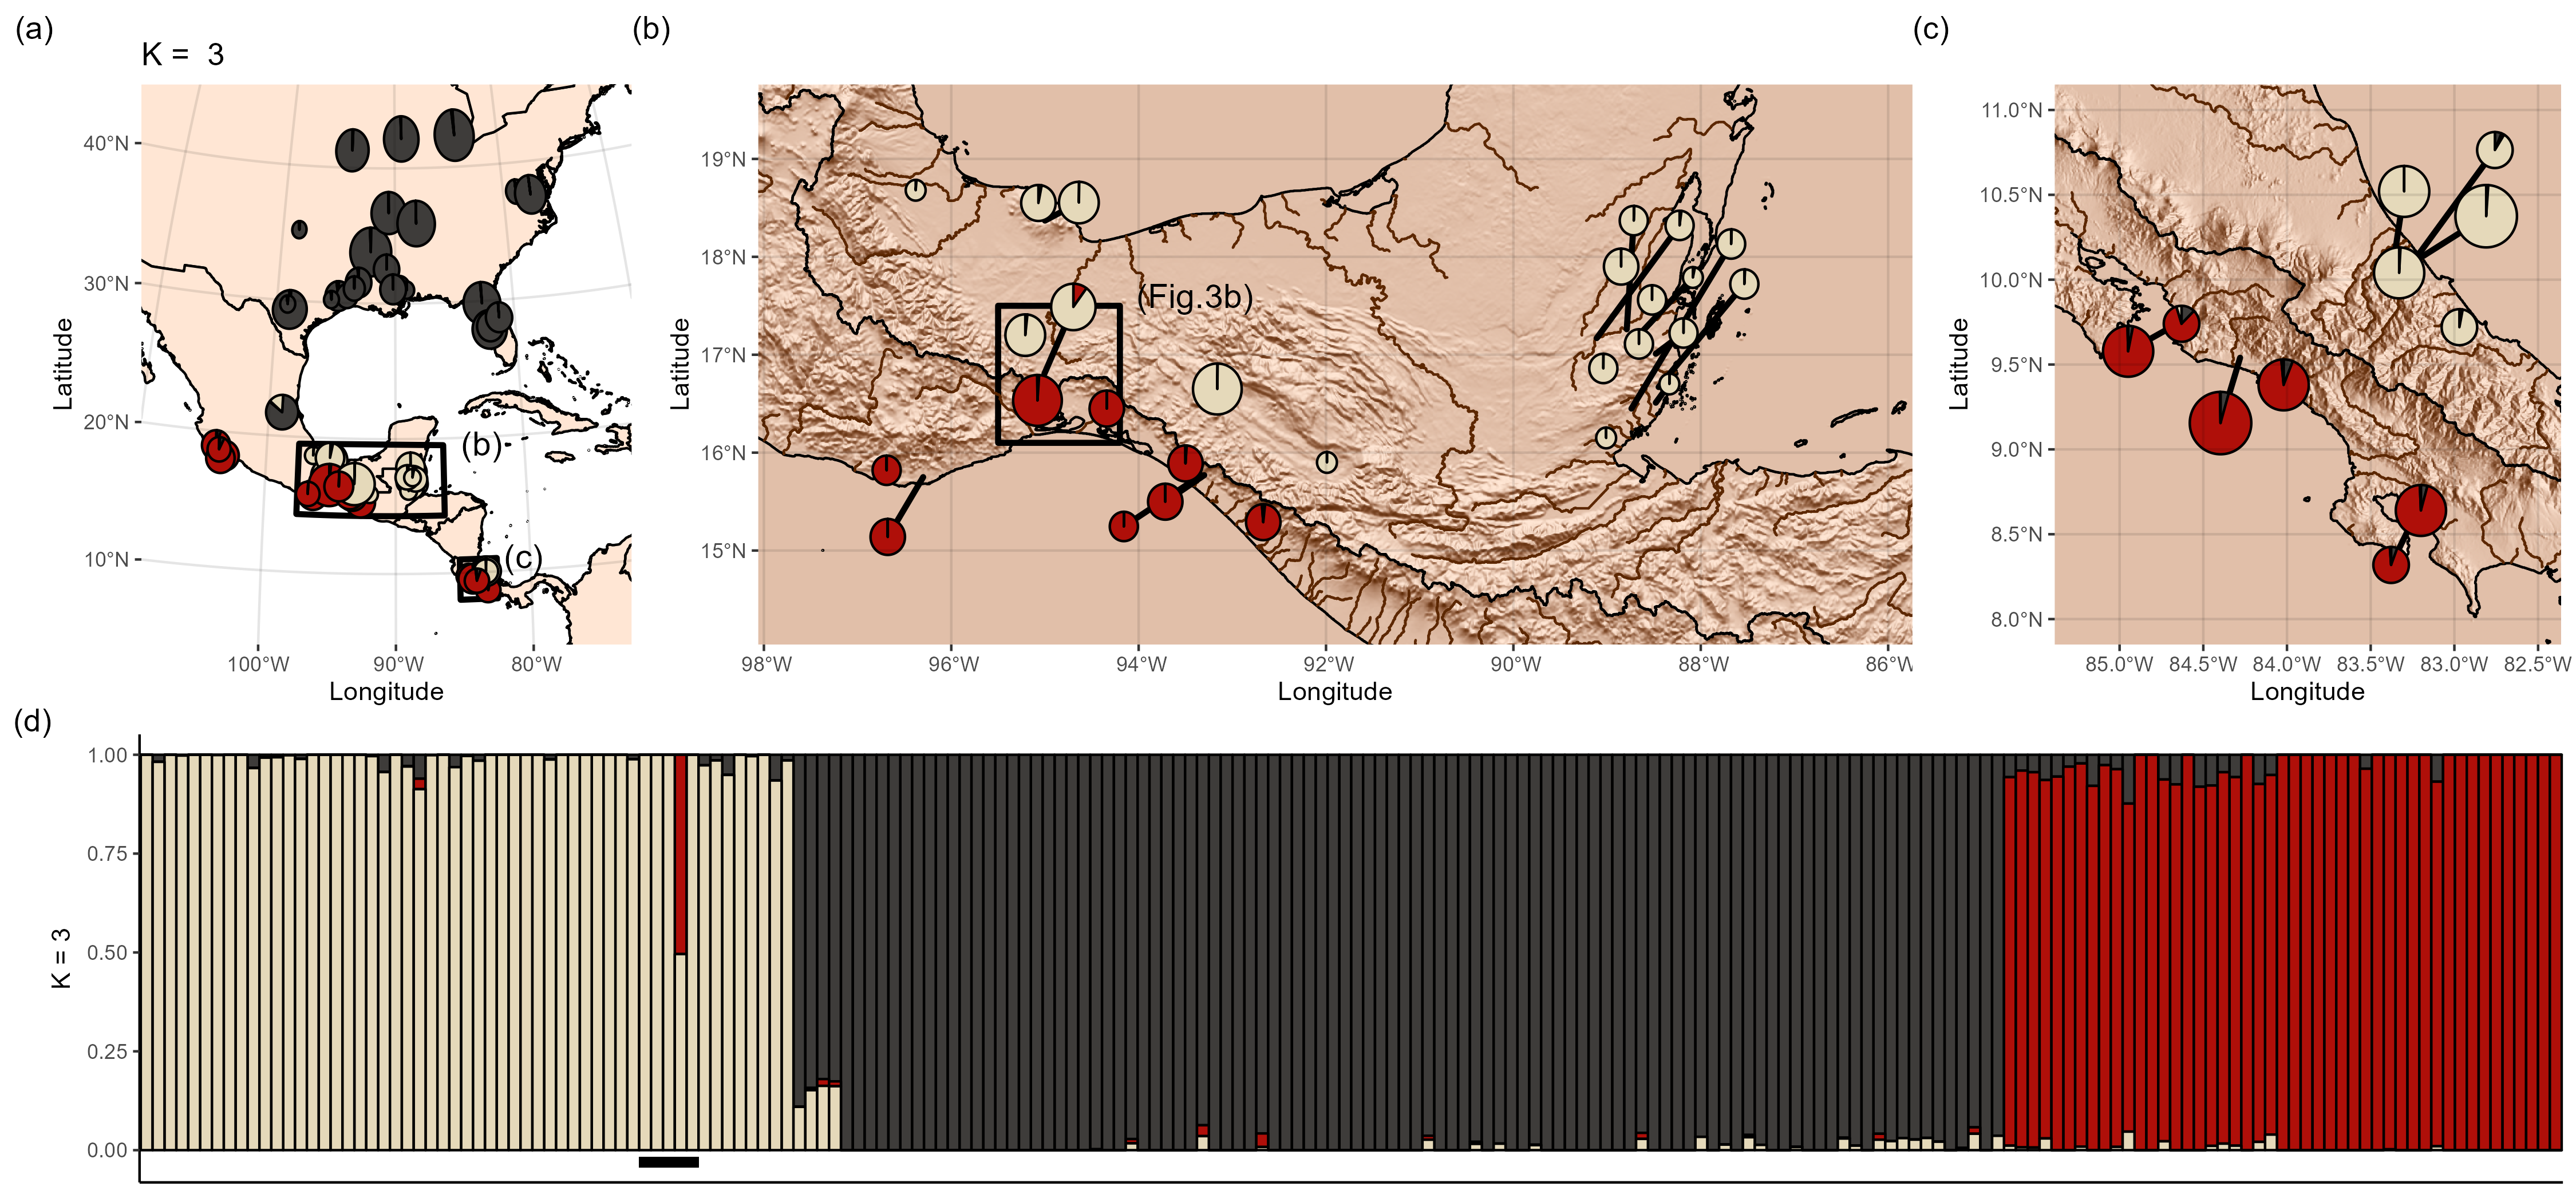 (a)
K = 3
40°N
30°N
20°N
10°N
Latitude
100°W 90°W 80°W
Longitude
(b)
(c)
(b)
19°N
18°N
17°N
16°N
15°N
Latitude
(Fig.3b)
98°W 96°W 94°W 92°W 90°W 88°W 86°W
Longitude
(c)
11.0°N
10.5°N
10.0°N
9.5°N
9.0°N
8.5°N
8.0°N
Latitude
85.0°W 84.5°W 84.0°W 83.5°W 83.0°W 82.5°W
Longitude
(d)
1.00
0.75
0.50
0.25
0.00
K = 3